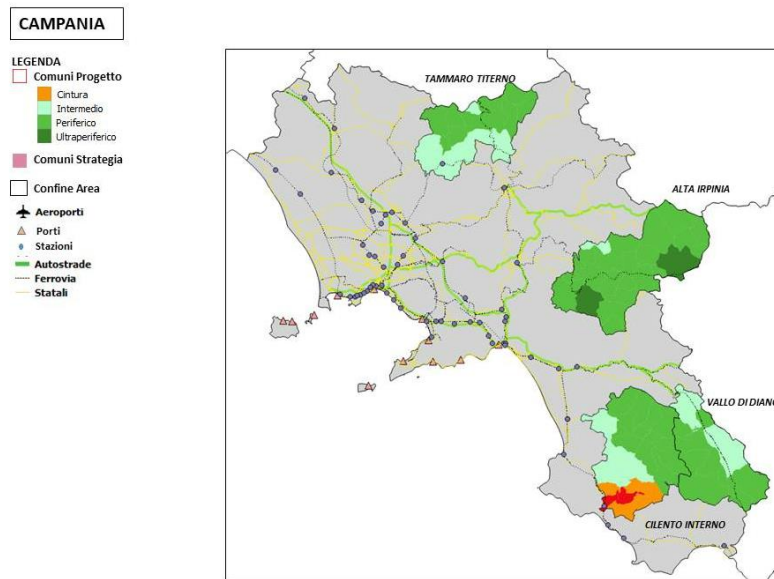 CAMPANIA
LEGENDA
Comuni Progetto
Cintura
Intermedio
Periferico
Ultraperiferico
Comuni Strategia
Confine Area
Aeroporti
Porti
Stazioni
Autostrade
Ferrovia
Statali
TAMMARO TITERNO
ALTA IRPINIA
VALLO DI DIANO
CILENTO INTERNO